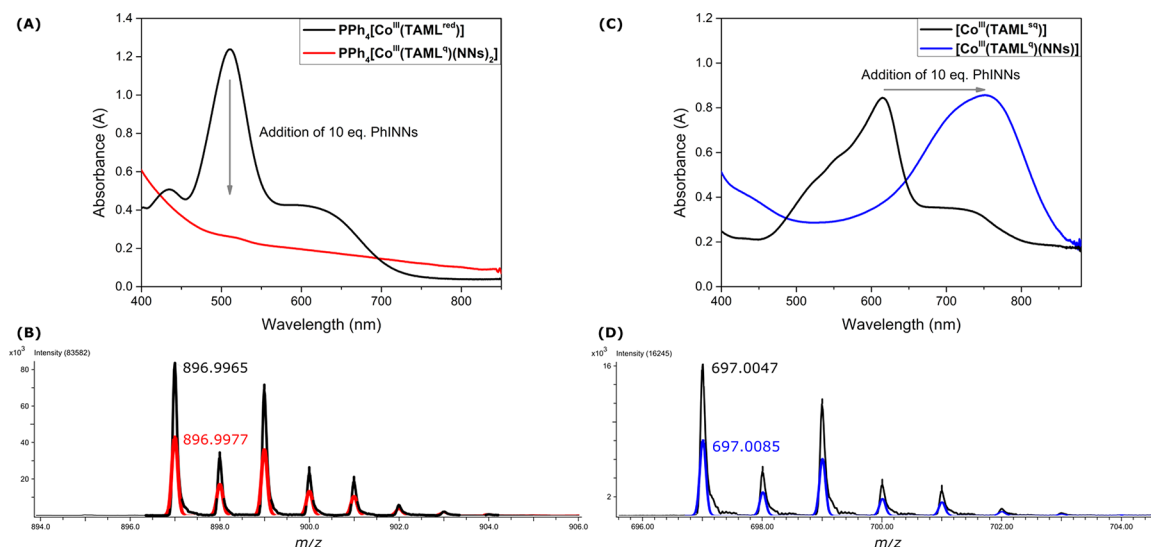 (A)
PPh₄[Coᴵᴵᴵ(TAMLʳᵉᵈ)]
PPh₄[Coᴵᴵᴵ(TAML^q)(NNs)₂]
Addition of 10 eq. PhINNs
Absorbance (A)
1.4
1.2
1.0
0.8
0.6
0.4
0.2
0.0
400 500 600 700 800
Wavelength (nm)
(C)
[Coᴵᴵᴵ(TAML^sq)]
[Coᴵᴵᴵ(TAML^q)(NNs)]
Addition of 10 eq. PhINNs
Absorbance (A)
1.2
1.0
0.8
0.6
0.4
0.2
0.0
400 500 600 700 800
Wavelength (nm)
(B)
x10³ Intensity (83582)
80
60
40
20
896.9965
896.9977
894.0 896.0 898.0 900.0 902.0 904.0 906.0
m/z
(D)
x10³ Intensity (16245)
16
2
697.0047
697.0085
696.00 698.00 700.00 702.00 704.00
m/z